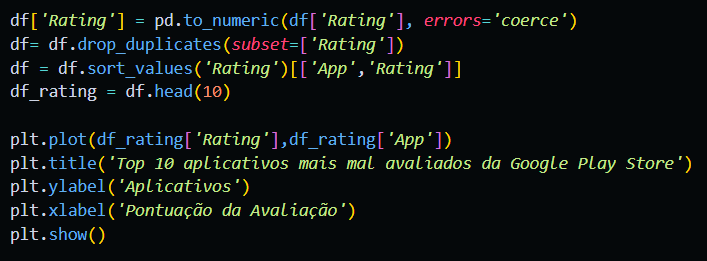 df['Rating'] = pd.to_numeric(df['Rating'], errors='coerce')
df= df.drop_duplicates(subset=['Rating'])
df = df.sort_values('Rating')[['App','Rating']]
df_rating = df.head(10)
plt.plot(df_rating['Rating'],df_rating['App'])
plt.title('Top 10 aplicativos mais mal avaliados da Google Play Store')
plt.ylabel('Aplicativos')
plt.xlabel('Pontuação da Avaliação')
plt.show()